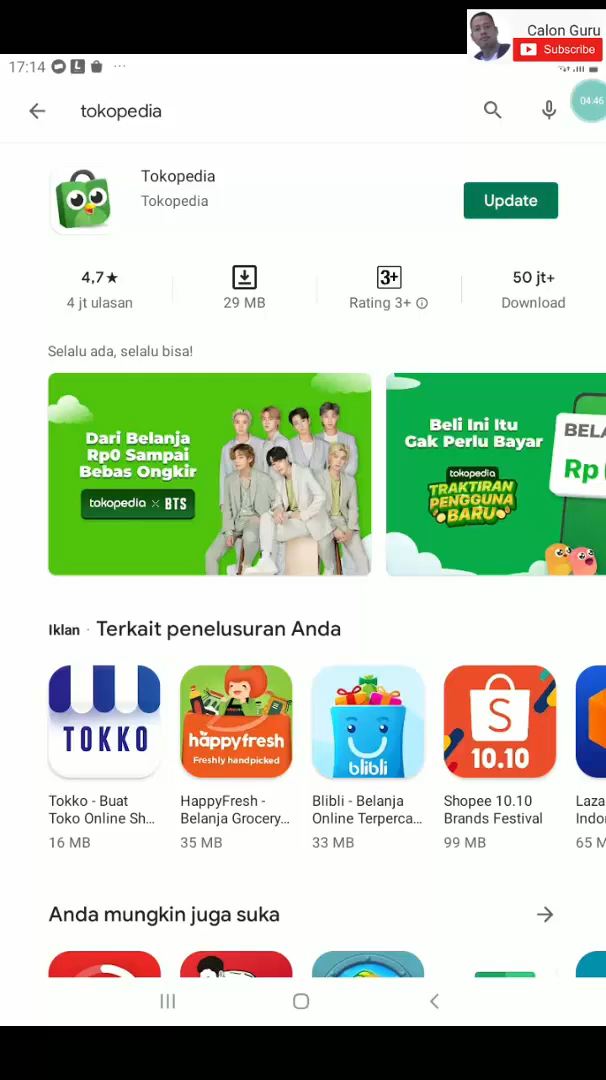 Calon Guru
Subscribe
17:14
04:46
tokopedia
Tokopedia
Tokopedia
Update
4,7★
4 jt ulasan
29 MB
3+
Rating 3+
50 jt+
Download
Selalu ada, selalu bisa!
Dari Belanja
Rp0 Sampai
Bebas Ongkir
tokopedia x BTS
Beli Ini Itu
Gak Perlu Bayar
tokopedia
TRAKTIRAN
PENGGUNA
BARU
BELA
Rp
Iklan · Terkait penelusuran Anda
TOKKO
happyfresh
Freshly handpicked
blibli
S
10.10
Tokko - Buat
Toko Online Sh...
16 MB
HappyFresh -
Belanja Grocery...
35 MB
Blibli - Belanja
Online Terperca...
33 MB
Shopee 10.10
Brands Festival
99 MB
Laza
Indo
65 M
Anda mungkin juga suka